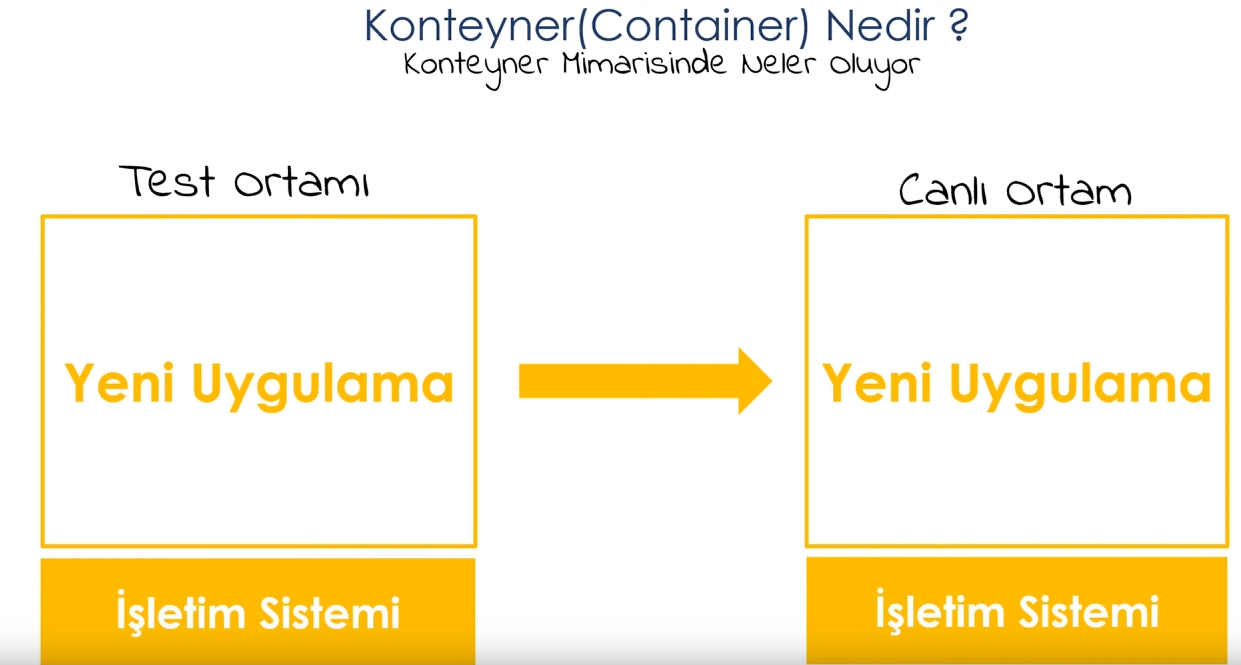 Konteyner(Container) Nedir ?
Konteyner Mimarisinde Neler Oluyor
Test Ortamı
Canlı Ortam
Yeni Uygulama
Yeni Uygulama
İşletim Sistemi
İşletim Sistemi